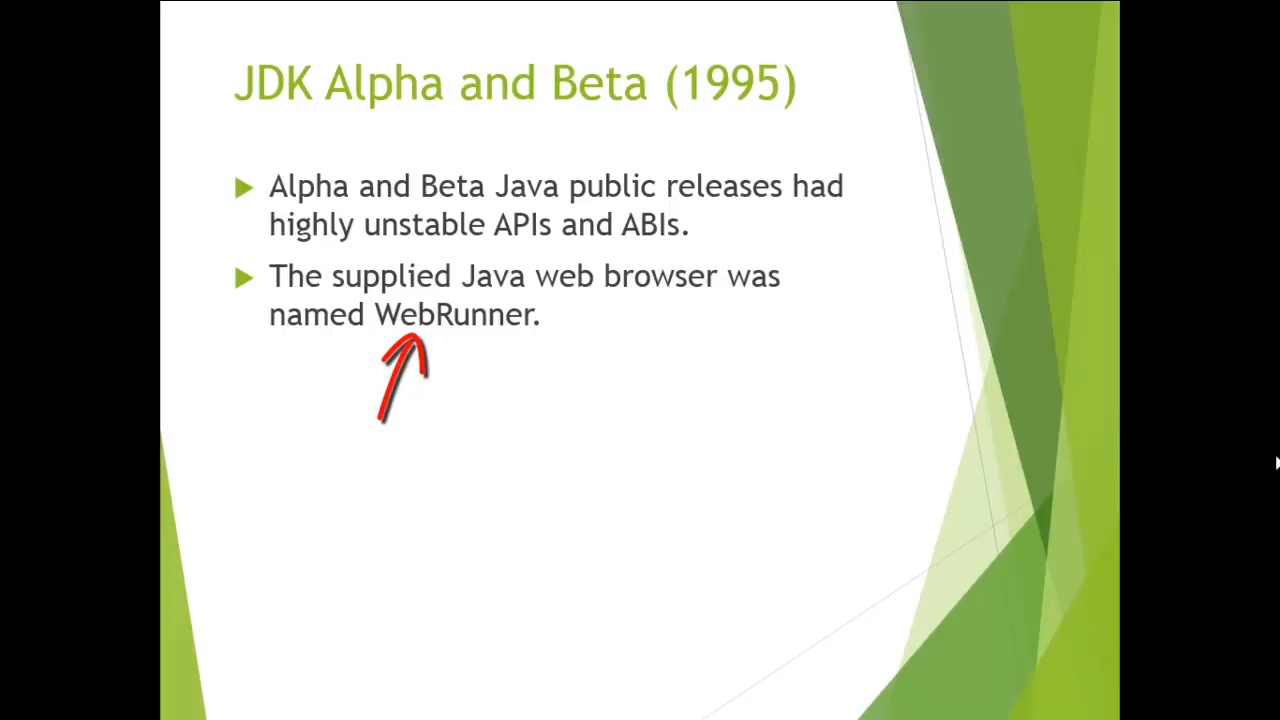 JDK Alpha and Beta (1995)
Alpha and Beta Java public releases had
highly unstable APIs and ABIs.
The supplied Java web browser was
named WebRunner.